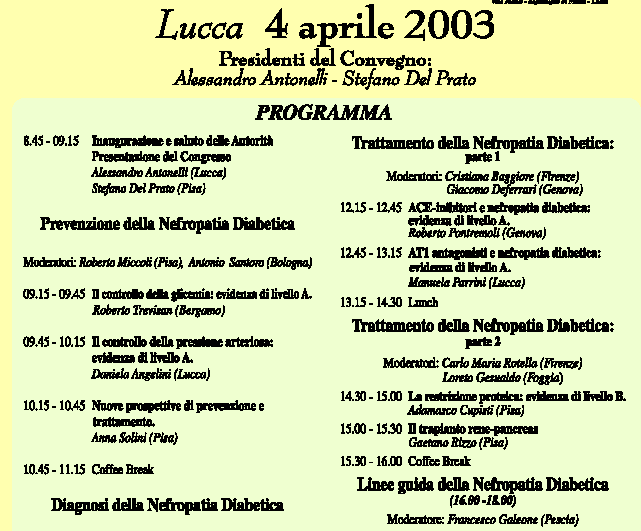 Lucca 4 aprile 2003
Presidenti del Convegno:
Alessandro Antonelli - Stefano Del Prato
PROGRAMMA
8.45 - 09.15 Inaugurazione e saluto delle Autorità
Presentazione del Congresso
Alessandro Antonelli (Lucca)
Stefano Del Prato (Pisa)
Prevenzione della Nefropatia Diabetica
Moderatori: Roberto Miccoli (Pisa), Antonio Santoro (Bologna)
09.15 - 09.45 Il controllo della glicemia: evidenza di livello A.
Roberto Trevisan (Bergamo)
09.45 - 10.15 Il controllo della pressione arteriosa:
evidenza di livello A.
Daniela Angelini (Lucca)
10.15 - 10.45 Nuove prospettive di prevenzione e
trattamento.
Anna Solini (Pisa)
10.45 - 11.15 Coffee Break
Diagnosi della Nefropatia Diabetica
Trattamento della Nefropatia Diabetica:
parte 1
Moderatori: Cristiana Baggiore (Firenze)
Giacomo Deferrari (Genova)
12.15 - 12.45 ACE-inibitori e nefropatia diabetica:
evidenza di livello A.
Roberto Pontremoli (Genova)
12.45 - 13.15 AT1 antagonisti e nefropatia diabetica:
evidenza di livello A.
Manuela Parrini (Lucca)
13.15 - 14.30 Lunch
Trattamento della Nefropatia Diabetica:
parte 2
Moderatori: Carlo Maria Rotella (Firenze)
Loreto Gesualdo (Foggia)
14.30 - 15.00 La restrizione proteica: evidenza di livello B.
Adamasco Cupisti (Pisa)
15.00 - 15.30 Il trapianto rene-pancreas
Gaetano Rizzo (Pisa)
15.30 - 16.00 Coffee Break
Linee guida della Nefropatia Diabetica
(16.00 -18.00)
Moderatore: Francesco Galeone (Pescia)